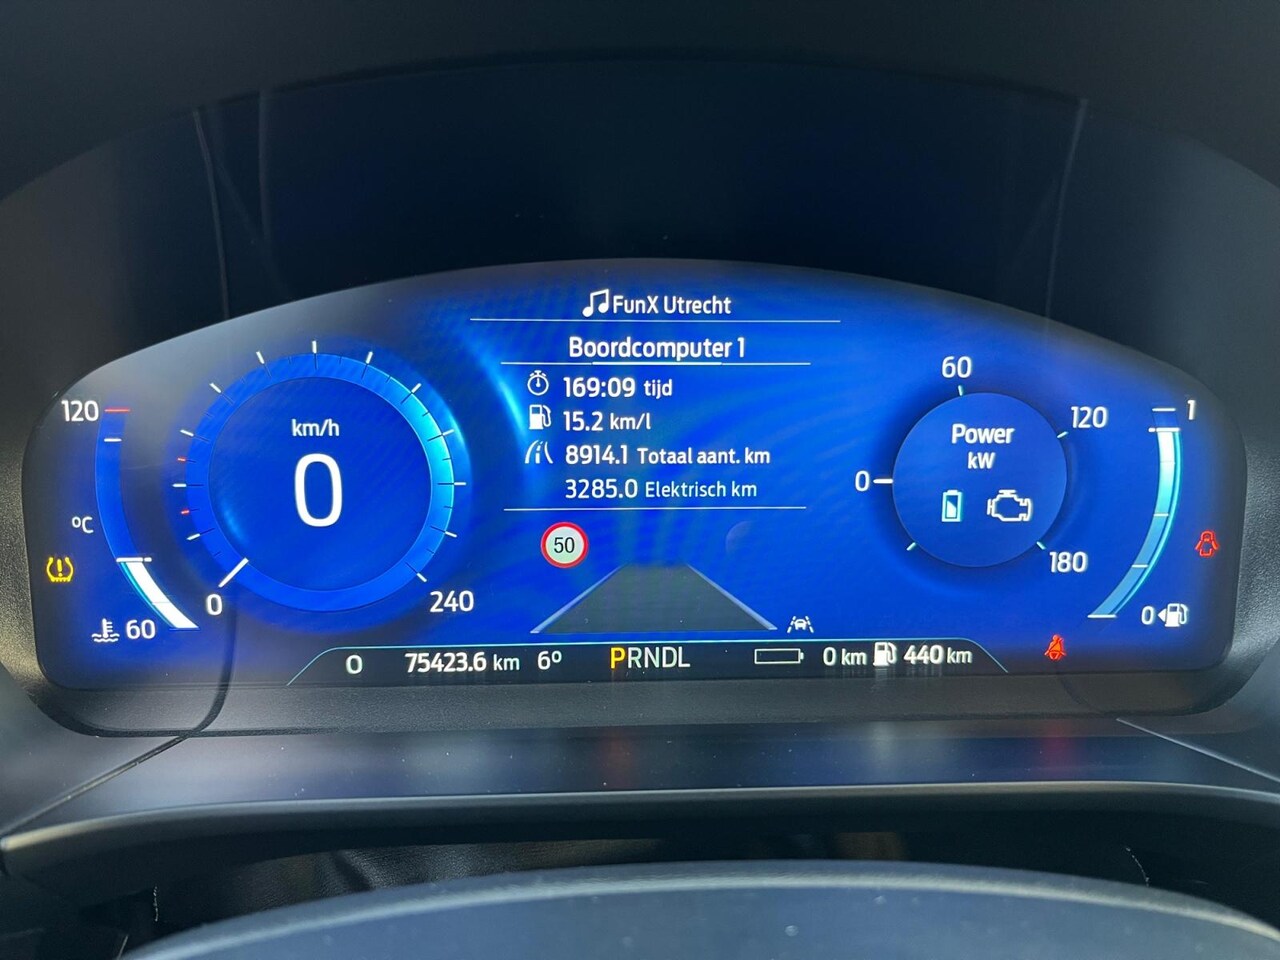 FunX Utrecht
Boordcomputer 1
169:09 tijd
15.2 km/l
8914.1 Totaal aant. km
3285.0 Elektrisch km
50
120
°C
60
km/h
0
0
240
60
120
Power
kW
0
180
1
0
0 75423.6 km 6° PRNDL 0 km 440 km